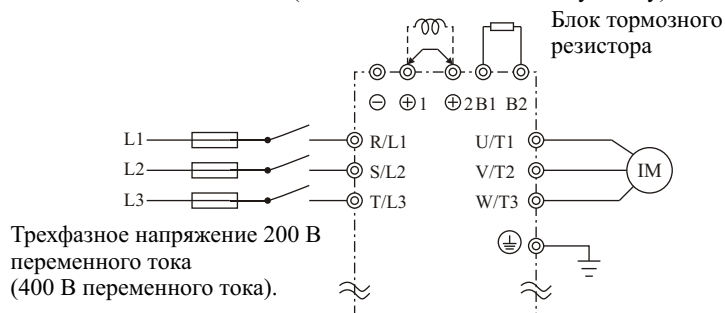 Блок тормозного
резистора
⊖ ⊕1 ⊕2 B1 B2
L1 R/L1 U/T1
L2 S/L2 V/T2 IM
L3 T/L3 W/T3
Трехфазное напряжение 200 В
переменного тока
(400 В переменного тока).